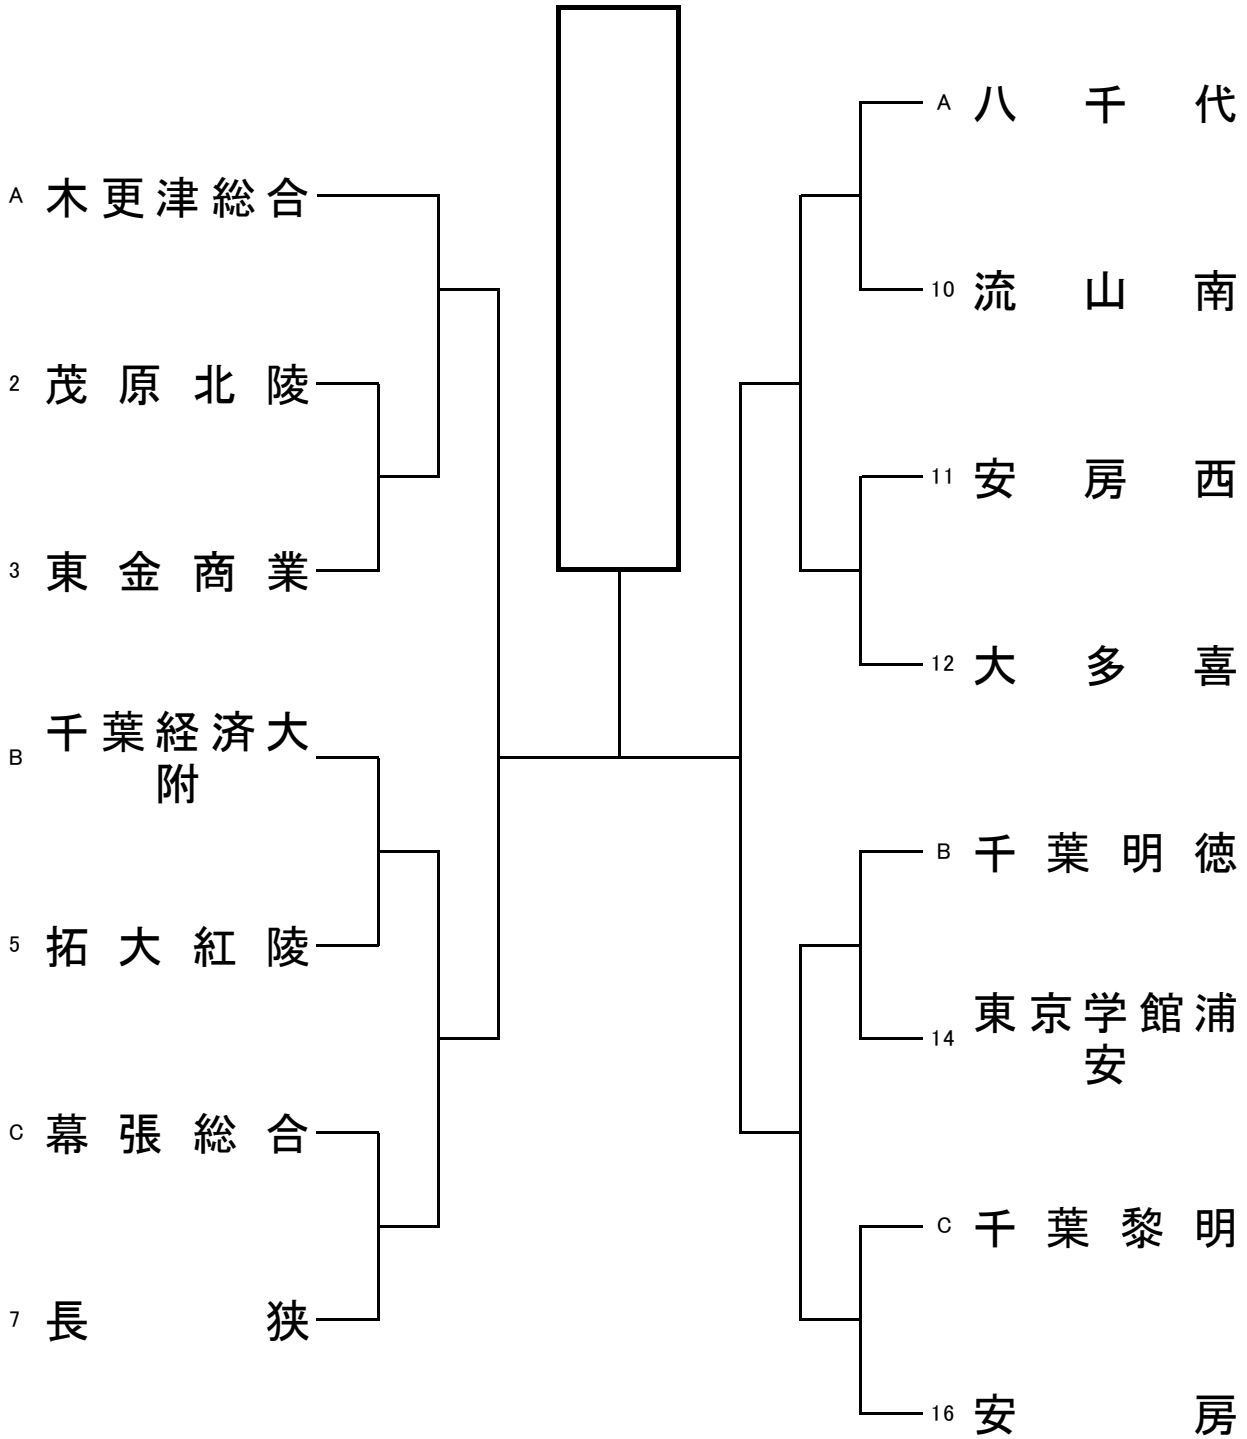 A 木更津総合
2 茂原北陵
3 東金商業
B 千葉経済大
附
5 拓大紅陵
C 幕張総合
7 長狭
A 八千代
10 流山南
11 安房西
12 大多喜
B 千葉明徳
14 東京学館浦
安
C 千葉黎明
16 安房